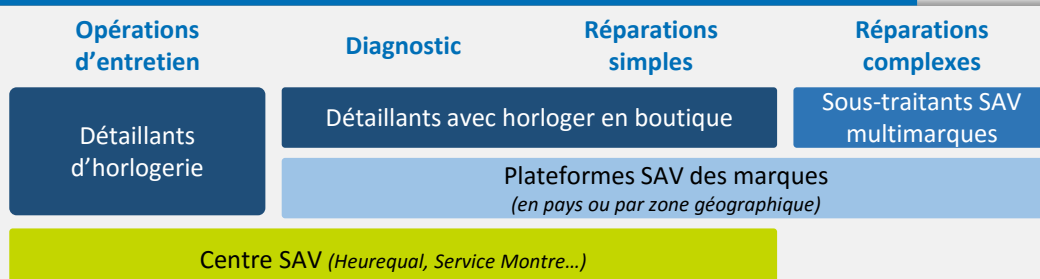 Opérations
d’entretien
Diagnostic
Réparations
simples
Réparations
complexes
Détaillants
d’horlogerie
Détaillants avec horloger en boutique
Sous-traitants SAV
multimarques
Plateformes SAV des marques
(en pays ou par zone géographique)
Centre SAV (Heurequal, Service Montre…)